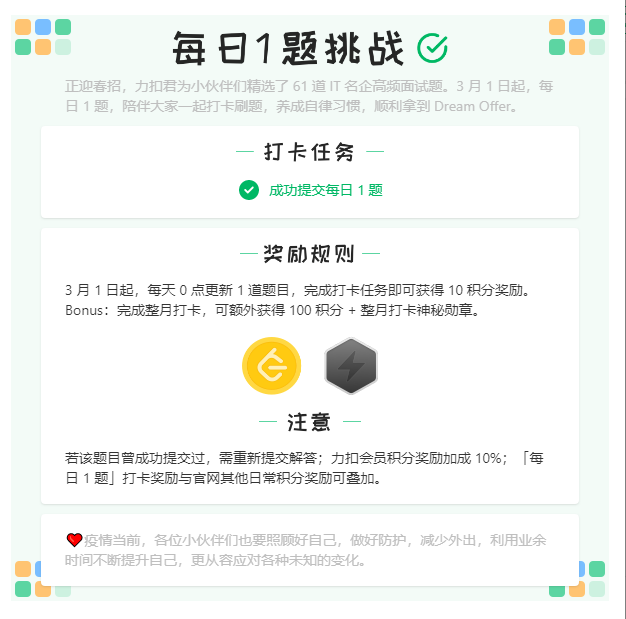 每日1题挑战
正迎春招，力扣君为小伙伴们精选了 61 道 IT 名企高频面试题。3 月 1 日起，每
日 1 题，陪伴大家一起打卡刷题，养成自律习惯，顺利拿到 Dream Offer。
打卡任务
成功提交每日 1 题
奖励规则
3 月 1 日起，每天 0 点更新 1 道题目，完成打卡任务即可获得 10 积分奖励。
Bonus：完成整月打卡，可额外获得 100 积分 + 整月打卡神秘勋章。
注意
若该题目曾成功提交过，需重新提交解答；力扣会员积分奖励加成 10%；「每
日 1 题」打卡奖励与官网其他日常积分奖励可叠加。
疫情当前，各位小伙伴们也要照顾好自己，做好防护，减少外出，利用业余
时间不断提升自己，更从容应对各种未知的变化。